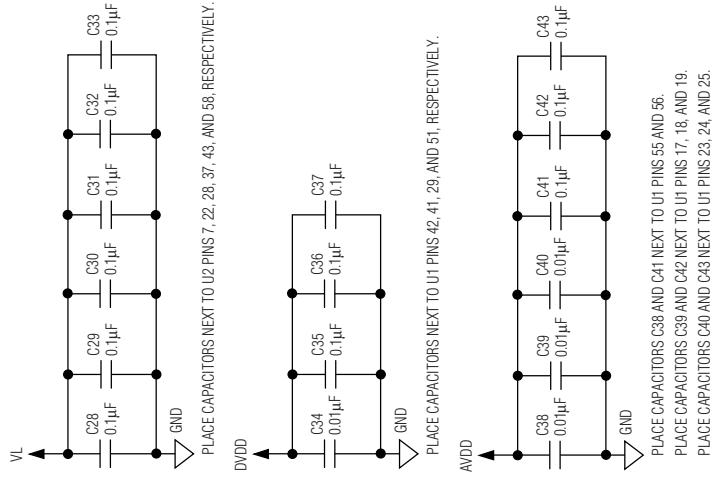 VL
C28
0.1µF
C29
0.1µF
C30
0.1µF
C31
0.1µF
C32
0.1µF
C33
0.1µF
GND
PLACE CAPACITORS NEXT TO U2 PINS 7, 22, 28, 37, 43, AND 58, RESPECTIVELY.
DVDD
C34
0.01µF
C35
0.1µF
C36
0.1µF
C37
0.1µF
GND
PLACE CAPACITORS NEXT TO U1 PINS 42, 41, 29, AND 51, RESPECTIVELY.
AVDD
C38
0.01µF
C39
0.01µF
C40
0.01µF
C41
0.1µF
C42
0.1µF
C43
0.1µF
GND
PLACE CAPACITORS C38 AND C41 NEXT TO U1 PINS 55 AND 56.
PLACE CAPACITORS C39 AND C42 NEXT TO U1 PINS 17, 18, AND 19.
PLACE CAPACITORS C40 AND C43 NEXT TO U1 PINS 23, 24, AND 25.